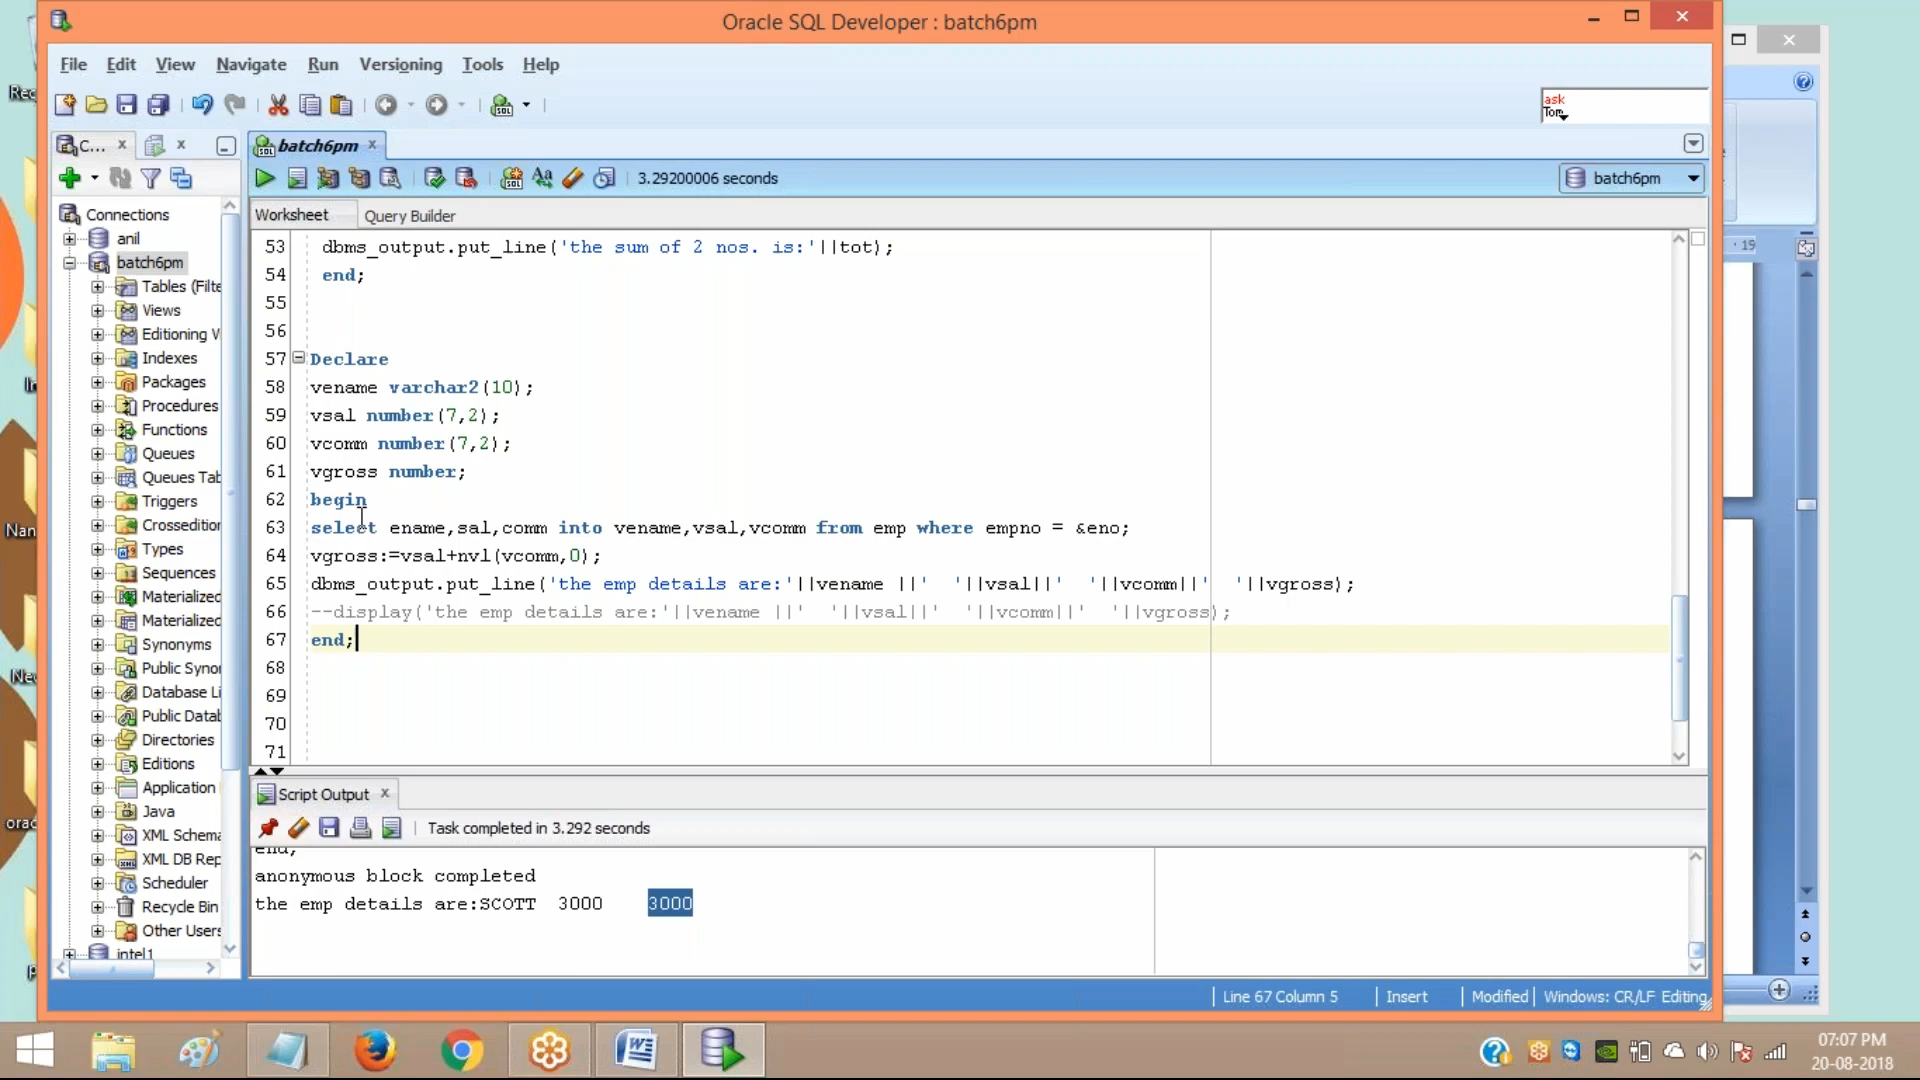 Oracle SQL Developer : batch6pm
File Edit View Navigate Run Versioning Tools Help
ask
Tom
C...
batch6pm
3.29200006 seconds
batch6pm
Worksheet Query Builder
Connections
anil
batch6pm
Tables (Filte
Views
Editioning V
Indexes
Packages
Procedures
Functions
Queues
Queues Tab
Triggers
Crossedition
Types
Sequences
Materialized
Materialized
Synonyms
Public Synor
Database Li
Public Datab
Directories
Editions
Application
Java
XML Schema
XML DB Rep
Scheduler
Recycle Bin
Other Users
intel1
53 dbms_output.put_line('the sum of 2 nos. is:'||tot);
54 end;
55
56
57 Declare
58 vename varchar2(10);
59 vsal number(7,2);
60 vcomm number(7,2);
61 vgross number;
62 begin
63 select ename,sal,comm into vename,vsal,vcomm from emp where empno = &eno;
64 vgross:=vsal+nvl(vcomm,0);
65 dbms_output.put_line('the emp details are:'||vename ||'  '||vsal||'  '||vcomm||'  '||vgross);
66 --display('the emp details are:'||vename ||'  '||vsal||'  '||vcomm||'  '||vgross);
67 end;
68
69
70
71
Script Output
Task completed in 3.292 seconds
end;
anonymous block completed
the emp details are:SCOTT  3000    3000
Line 67 Column 5 Insert Modified Windows: CR/LF Editing
19
Rec
Nan
Nev
orac
07:07 PM
20-08-2018